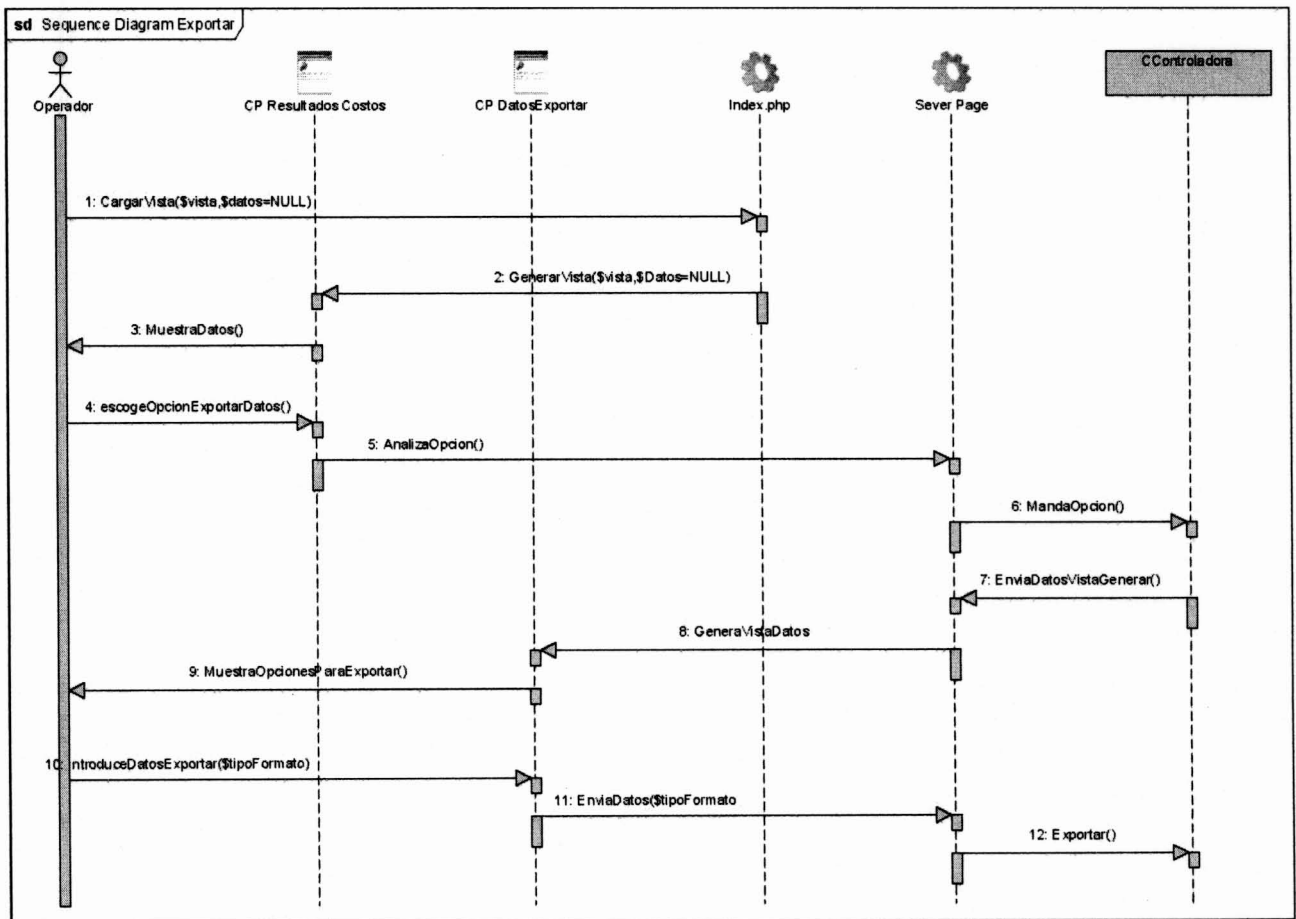 sd Sequence Diagram Exportar
Operador
CP Resultados Costos
CP DatosExportar
Index.php
Sever Page
CControladora
1: CargarVista($vista,$datos=NULL)
2: GenerarVista($vista,$Datos=NULL)
3: MuestraDatos()
4: escogeOpcionExportarDatos()
5: AnalizaOpcion()
6: MandaOpcion()
7: EnviaDatosVistaGenerar()
8: GeneraVistaDatos
9: MuestraOpcionesParaExportar()
10: introduceDatosExportar($tipoFormato)
11: EnviaDatos($tipoFormato
12: Exportar()